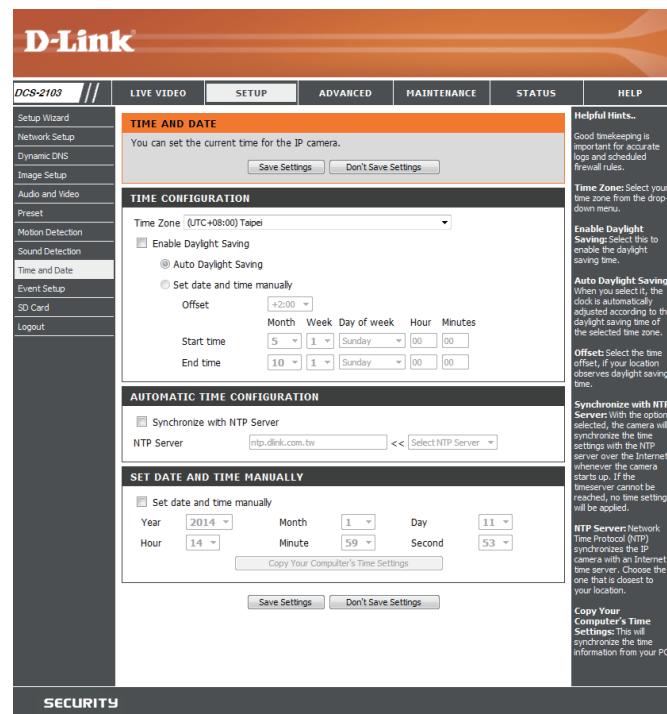 D-Link
DCS-2103 // LIVE VIDEO SETUP ADVANCED MAINTENANCE STATUS HELP
Setup Wizard
Network Setup
Dynamic DNS
Image Setup
Audio and Video
Preset
Motion Detection
Sound Detection
Time and Date
Event Setup
SD Card
Logout
TIME AND DATE
You can set the current time for the IP camera.
Save Settings Don't Save Settings
TIME CONFIGURATION
Time Zone (UTC+08:00) Taipei
Enable Daylight Saving
Auto Daylight Saving
Set date and time manually
Offset +2:00
Month Week Day of week Hour Minutes
Start time 5 1 Sunday 00 00
End time 10 1 Sunday 00 00
AUTOMATIC TIME CONFIGURATION
Synchronize with NTP Server
NTP Server ntp.dlink.com.tw << Select NTP Server
SET DATE AND TIME MANUALLY
Set date and time manually
Year 2014 Month 1 Day 11
Hour 14 Minute 59 Second 53
Copy Your Computer's Time Settings
Save Settings Don't Save Settings
Helpful Hints..
Good timekeeping is
important for accurate
logs and scheduled
firewall rules.
Time Zone: Select your
time zone from the drop-
down menu.
Enable Daylight
Saving: Select this to
enable the daylight
saving time.
Auto Daylight Saving
When you select it, the
clock is automatically
adjusted according to th
daylight saving time of
the selected time zone.
Offset: Select the time
offset, if your location
observes daylight saving
time.
Synchronize with NTP
Server: With the option
selected, the camera will
synchronize the time
settings with the NTP
server over the Internet
whenever the camera
starts up. If the
timeserver cannot be
reached, no time setting
will be applied.
NTP Server: Network
Time Protocol (NTP)
synchronizes the IP
camera with an Internet
time server. Choose the
one that is closest to
your location.
Copy Your
Computer's Time
Settings: This will
synchronize the time
information from your PC
SECURITY